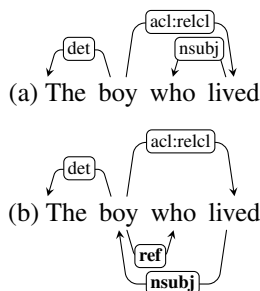 acl:relcl
det nsubj
(a) The boy who lived
acl:relcl
det
(b) The boy who lived
ref
nsubj